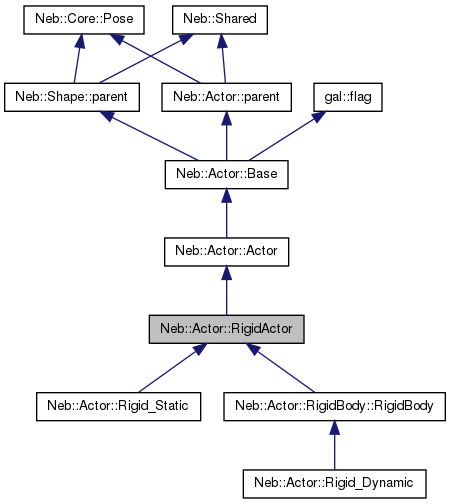 Neb::Core::Pose
Neb::Shared
Neb::Shape::parent
Neb::Actor::parent
gal::flag
Neb::Actor::Base
Neb::Actor::Actor
Neb::Actor::RigidActor
Neb::Actor::Rigid_Static
Neb::Actor::RigidBody::RigidBody
Neb::Actor::Rigid_Dynamic